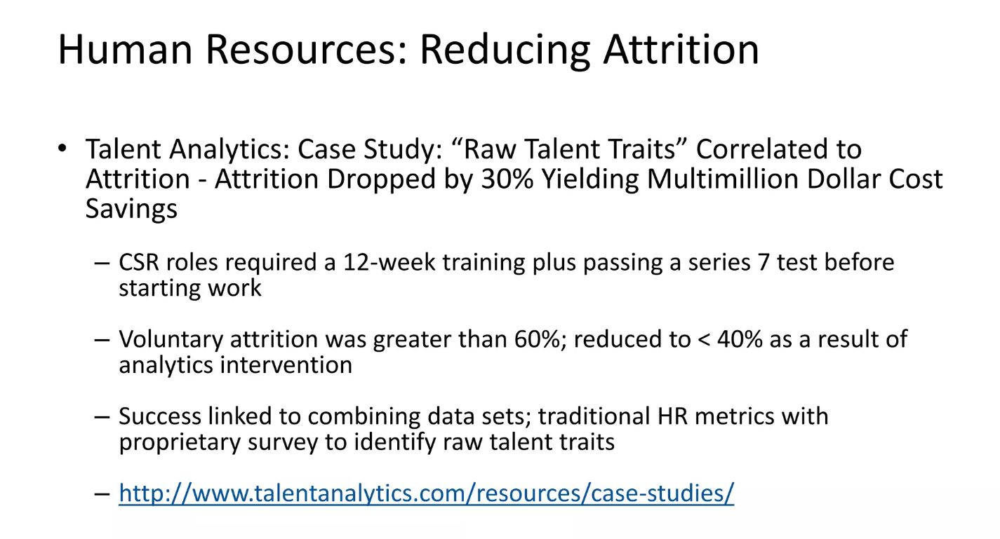 Human Resources: Reducing Attrition
• Talent Analytics: Case Study: “Raw Talent Traits” Correlated to
Attrition - Attrition Dropped by 30% Yielding Multimillion Dollar Cost
Savings
– CSR roles required a 12-week training plus passing a series 7 test before
starting work
– Voluntary attrition was greater than 60%; reduced to < 40% as a result of
analytics intervention
– Success linked to combining data sets; traditional HR metrics with
proprietary survey to identify raw talent traits
– http://www.talentanalytics.com/resources/case-studies/